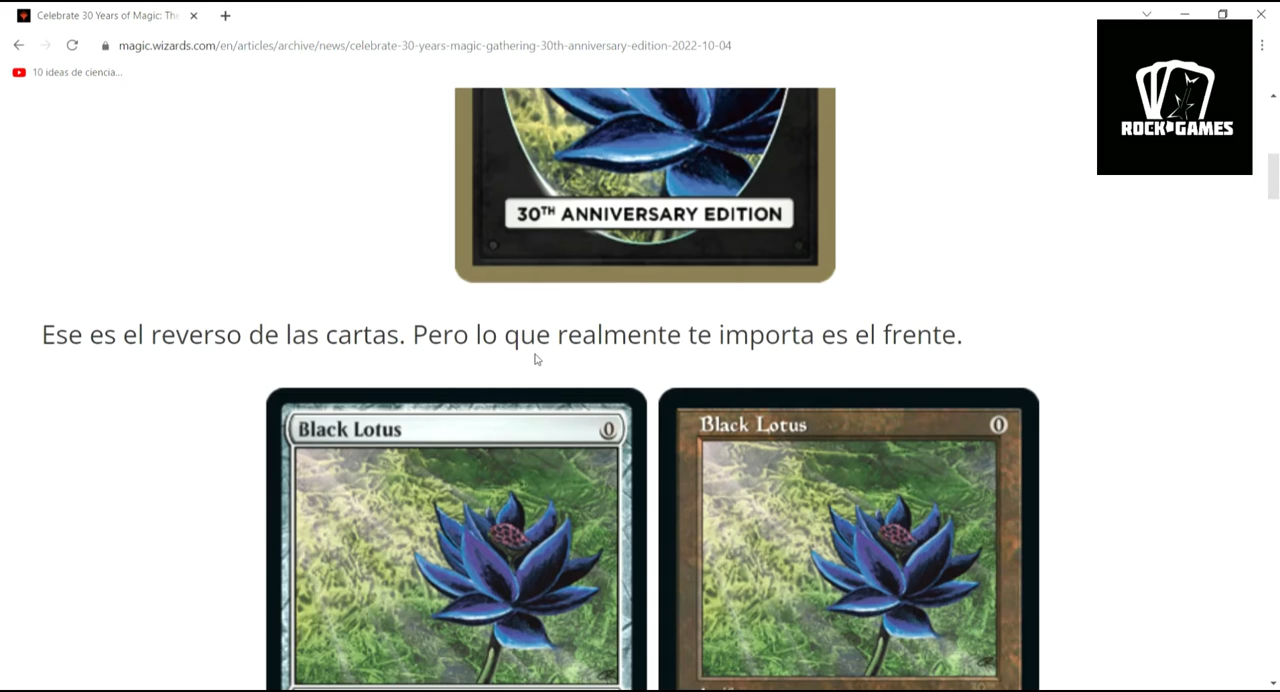 Celebrate 30 Years of Magic: The
magic.wizards.com/en/articles/archive/news/celebrate-30-years-magic-gathering-30th-anniversary-edition-2022-10-04
10 ideas de ciencia...
ROCK GAMES
30TH ANNIVERSARY EDITION
Ese es el reverso de las cartas. Pero lo que realmente te importa es el frente.
Black Lotus 0
Black Lotus 0